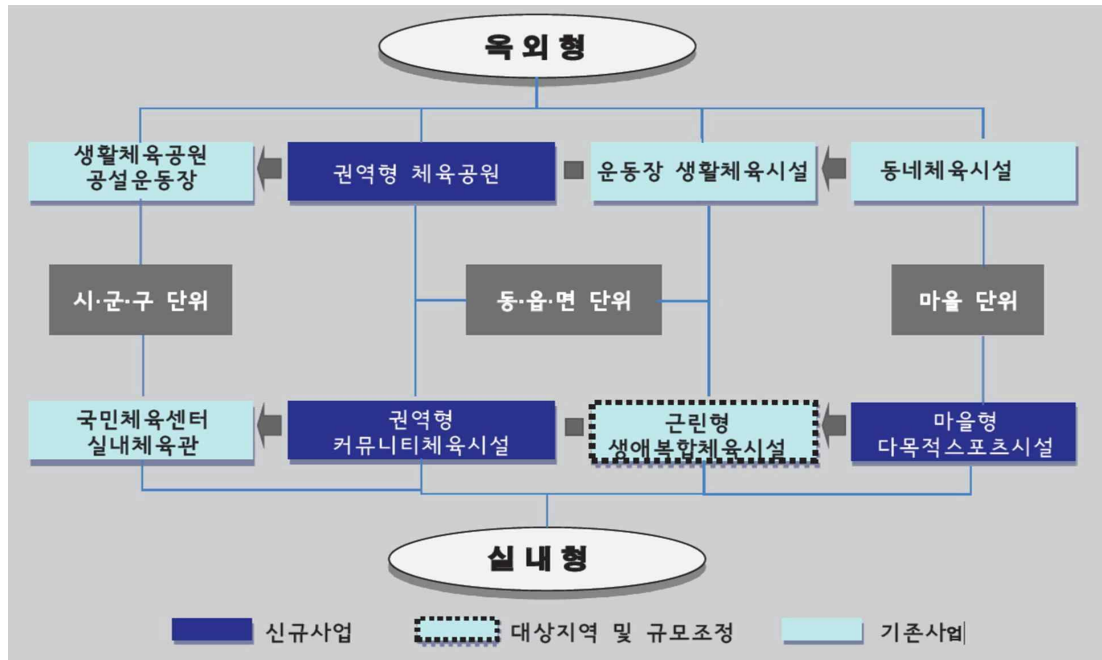 옥 외 형
생활체육공원
공설운동장
권역형 체육공원
운동장 생활체육시설
동네체육시설
시·군·구 단위
동·읍·면 단위
마을 단위
국민체육센터
실내체육관
권역형
커뮤니티체육시설
근린형
생애복합체육시설
마을형
다목적스포츠시설
실 내 형
신규사업
대상지역 및 규모조정
기존사업